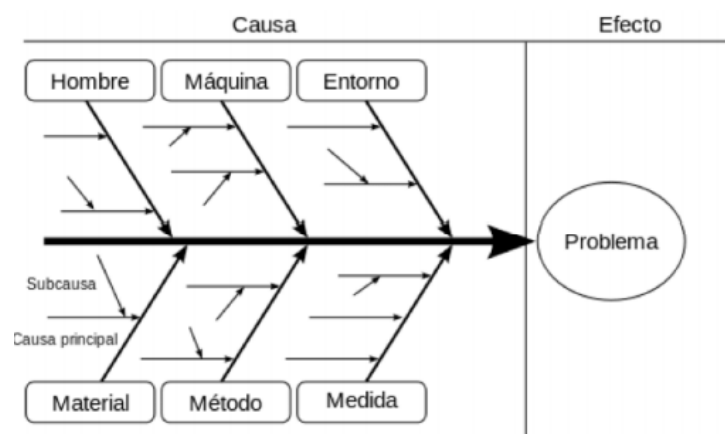 Causa
Efecto
Hombre
Máquina
Entorno
Problema
Subcausa
Causa principal
Material
Método
Medida